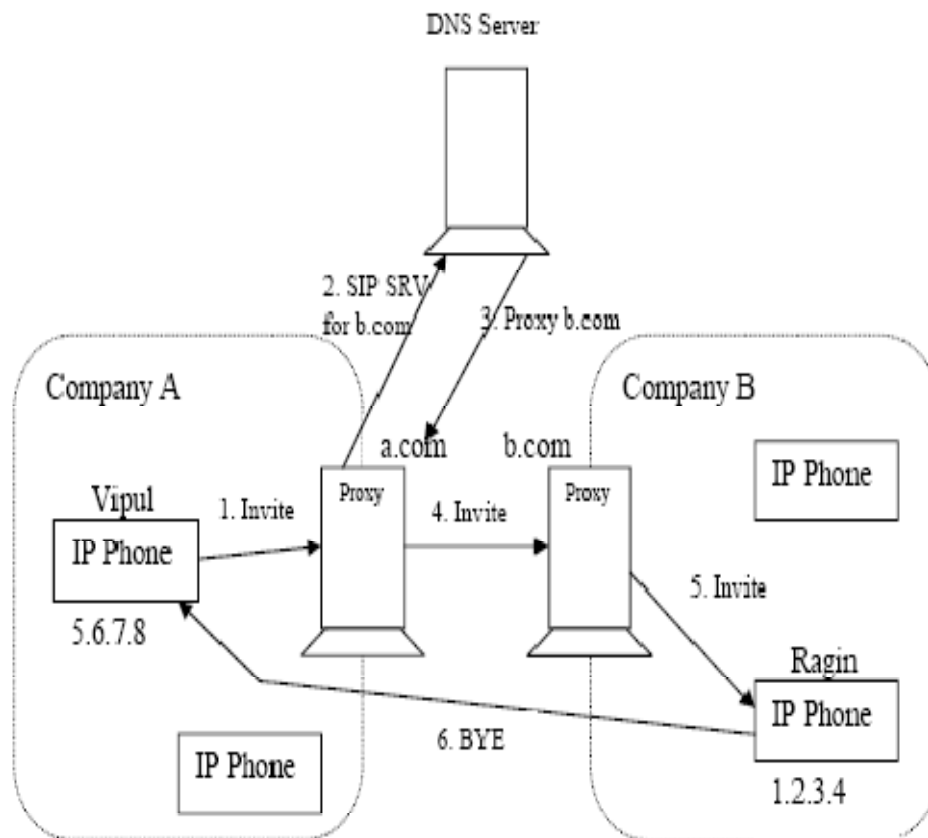 DNS Server
2. SIP SRV
for b.com
3. Proxy b.com
Company A
Company B
a.com
b.com
Proxy
Proxy
IP Phone
Vipul
1. Invite
4. Invite
IP Phone
5. Invite
5.6.7.8
Ragin
IP Phone
6. BYE
IP Phone
1.2.3.4